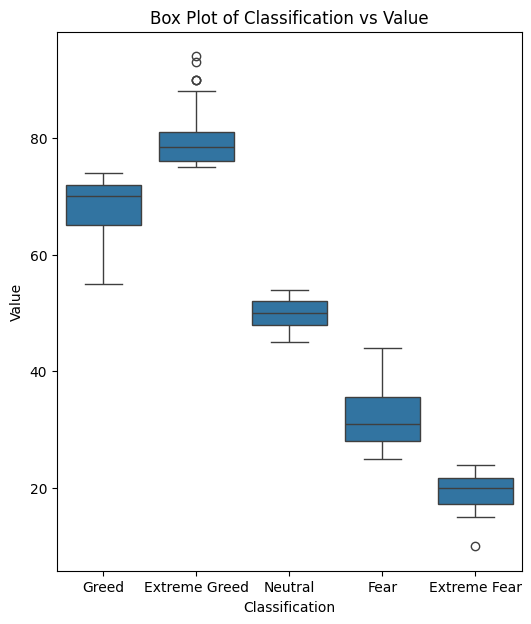 Box Plot of Classification vs Value
80
60
40
20
Value
Greed Extreme Greed Neutral Fear Extreme Fear
Classification